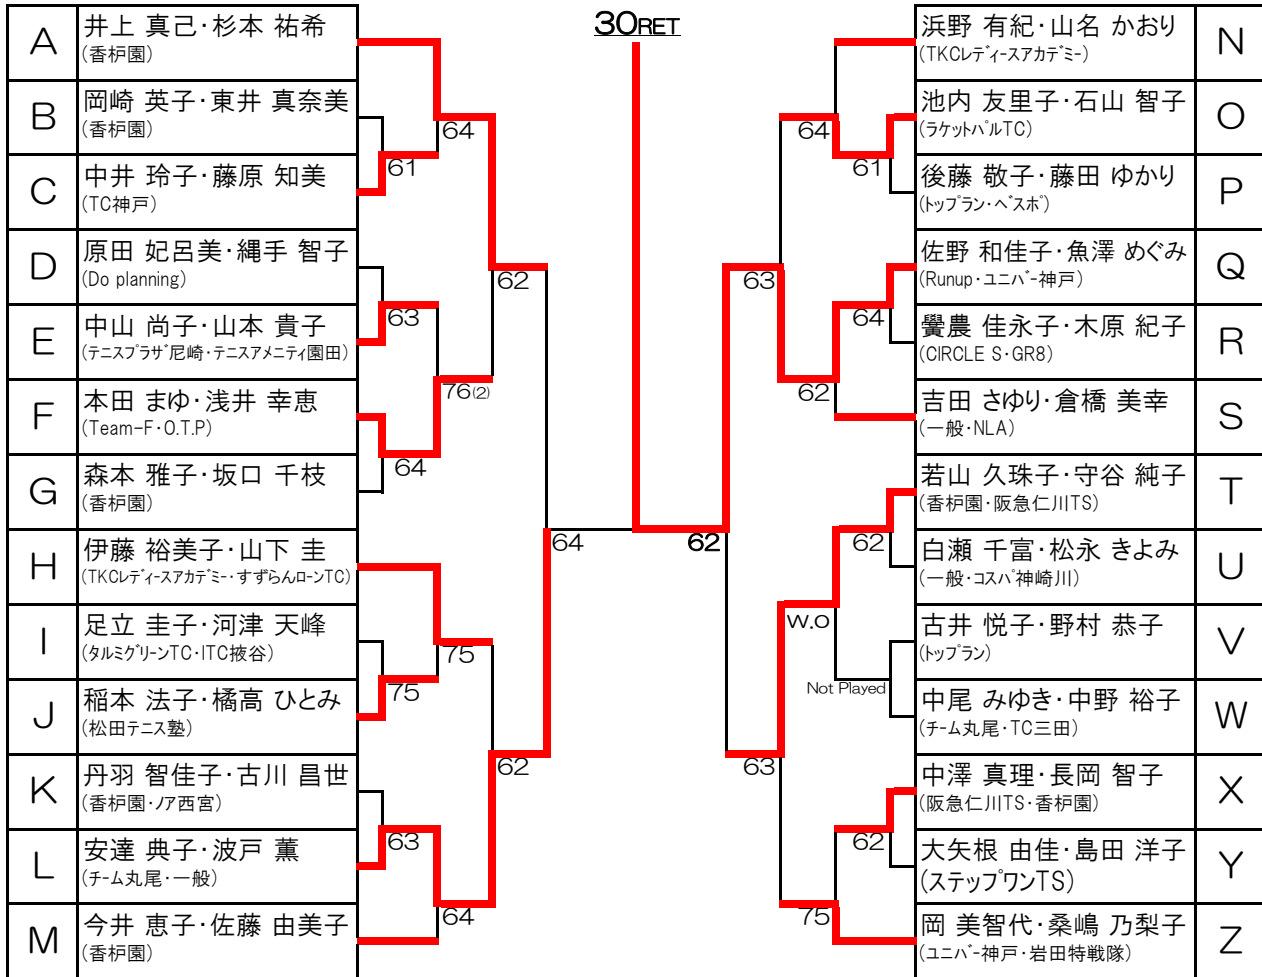 30RET
A
井上 真己・杉本 祐希
(香枦園)
B
岡崎 英子・東井 真奈美
(香枦園)
C
中井 玲子・藤原 知美
(TC神戸)
D
原田 妃呂美・縄手 智子
(Do planning)
E
中山 尚子・山本 貴子
(テニスプラザ尼崎・テニスアメニティ園田)
F
本田 まゆ・浅井 幸恵
(Team-F・O.T.P)
G
森本 雅子・坂口 千枝
(香枦園)
H
伊藤 裕美子・山下 圭
(TKCレディースアカデミー・すずらんローンTC)
I
足立 圭子・河津 天峰
(タルミグリーンTC・ITC掖谷)
J
稲本 法子・橘高 ひとみ
(松田テニス塾)
K
丹羽 智佳子・古川 昌世
(香枦園・ノア西宮)
L
安達 典子・波戸 薫
(チーム丸尾・一般)
M
今井 恵子・佐藤 由美子
(香枦園)
64
61
62
63
76(2)
64
64
75
75
62
63
64
浜野 有紀・山名 かおり
(TKCレディースアカデミー)
N
池内 友里子・石山 智子
(ラケットパルTC)
O
後藤 敬子・藤田 ゆかり
(トップラン・ベスポ)
P
佐野 和佳子・魚澤 めぐみ
(Runup・ユニバー神戸)
Q
黌農 佳永子・木原 紀子
(CIRCLE S・GR8)
R
吉田 さゆり・倉橋 美幸
(一般・NLA)
S
若山 久珠子・守谷 純子
(香枦園・阪急仁川TS)
T
白瀬 千富・松永 きよみ
(一般・コスパ神崎川)
U
古井 悦子・野村 恭子
(トップラン)
V
中尾 みゆき・中野 裕子
(チーム丸尾・TC三田)
W
中澤 真理・長岡 智子
(阪急仁川TS・香枦園)
X
大矢根 由佳・島田 洋子
(ステップワンTS)
Y
岡 美智代・桑嶋 乃梨子
(ユニバー神戸・岩田特戦隊)
Z
64
61
63
64
62
62
62
W.O
Not Played
63
62
75